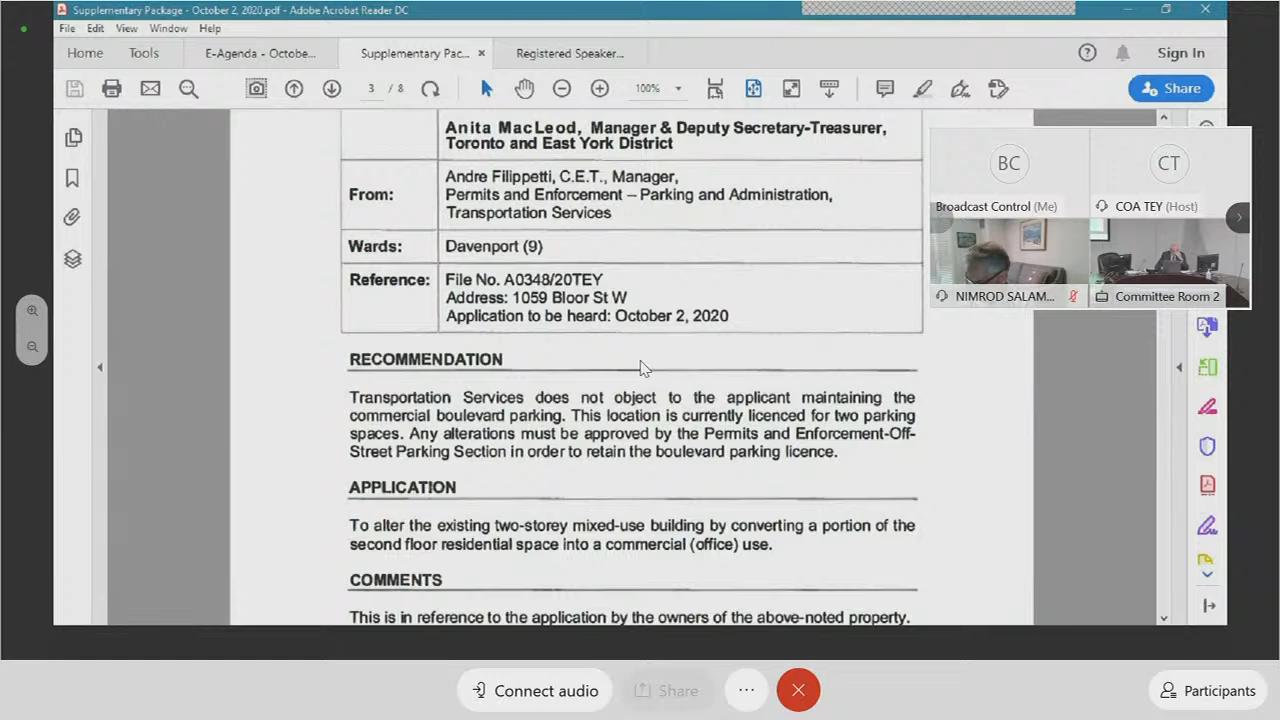 Supplementary Package - October 2, 2020.pdf - Adobe Acrobat Reader DC
File Edit View Window Help
Home Tools E-Agenda - Octobe... Supplementary Pac... × Registered Speaker... Sign In
3 / 8 100% Share
Anita MacLeod, Manager & Deputy Secretary-Treasurer,
Toronto and East York District
From:
Andre Filippetti, C.E.T., Manager,
Permits and Enforcement – Parking and Administration,
Transportation Services
Wards: Davenport (9)
Reference: File No. A0348/20TEY
Address: 1059 Bloor St W
Application to be heard: October 2, 2020
RECOMMENDATION
Transportation Services does not object to the applicant maintaining the
commercial boulevard parking. This location is currently licenced for two parking
spaces. Any alterations must be approved by the Permits and Enforcement-Off-
Street Parking Section in order to retain the boulevard parking licence.
APPLICATION
To alter the existing two-storey mixed-use building by converting a portion of the
second floor residential space into a commercial (office) use.
COMMENTS
This is in reference to the application by the owners of the above-noted property.
BC CT
Broadcast Control (Me) COA TEY (Host)
NIMROD SALAM... Committee Room 2
Connect audio Share ... Participants